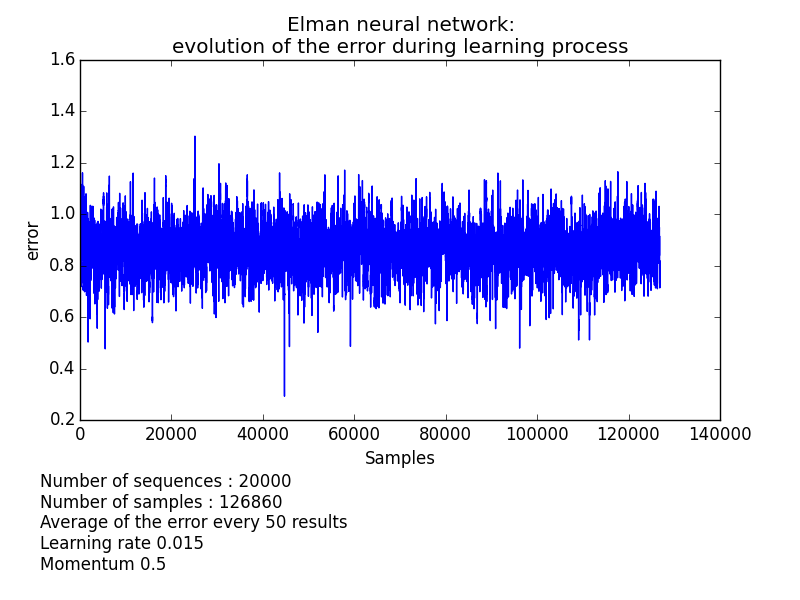 Elman neural network:
evolution of the error during learning process
1.6
1.4
1.2
1.0
0.8
0.6
0.4
0.2
error
0 20000 40000 60000 80000 100000 120000 140000
Samples
Number of sequences : 20000
Number of samples : 126860
Average of the error every 50 results
Learning rate 0.015
Momentum 0.5